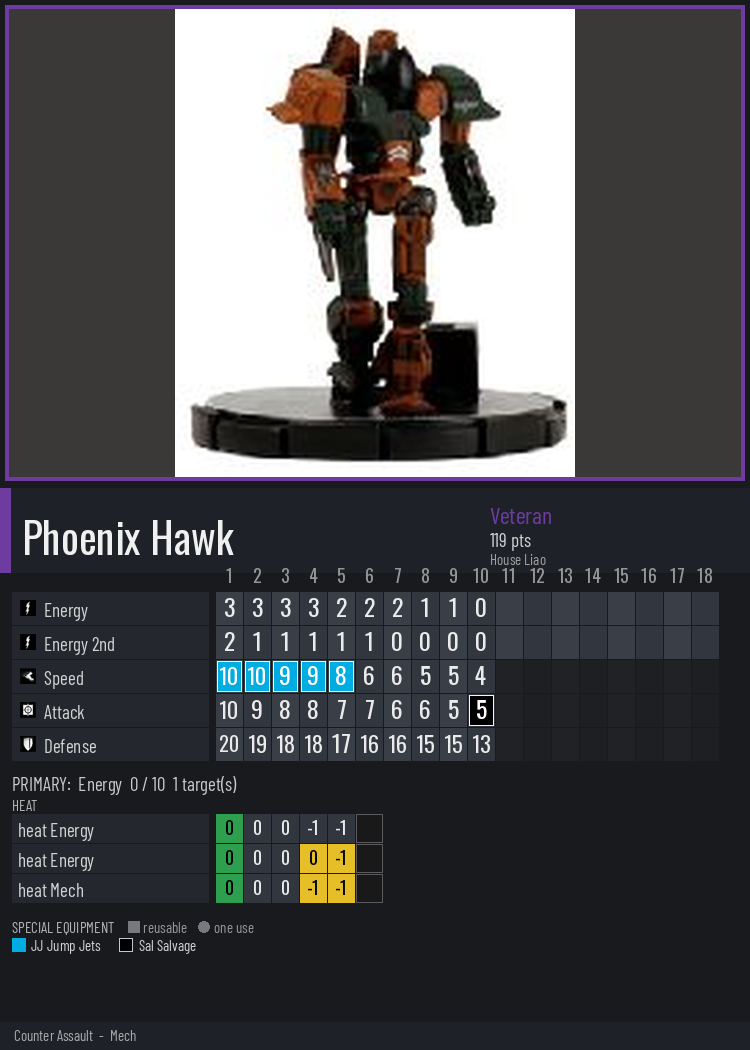 Phoenix Hawk
Veteran
119 pts
House Liao
1 2 3 4 5 6 7 8 9 10 11 12 13 14 15 16 17 18
Energy 3 3 3 3 2 2 2 1 1 0
Energy 2nd 2 1 1 1 1 1 0 0 0 0
Speed 10 10 9 9 8 6 6 5 5 4
Attack 10 9 8 8 7 7 6 6 5 5
Defense 20 19 18 18 17 16 16 15 15 13
PRIMARY: Energy 0 / 10 1 target(s)
HEAT
heat Energy 0 0 0 -1 -1
heat Energy 0 0 0 0 -1
heat Mech 0 0 0 -1 -1
SPECIAL EQUIPMENT reusable one use
JJ Jump Jets Sal Salvage
Counter Assault - Mech